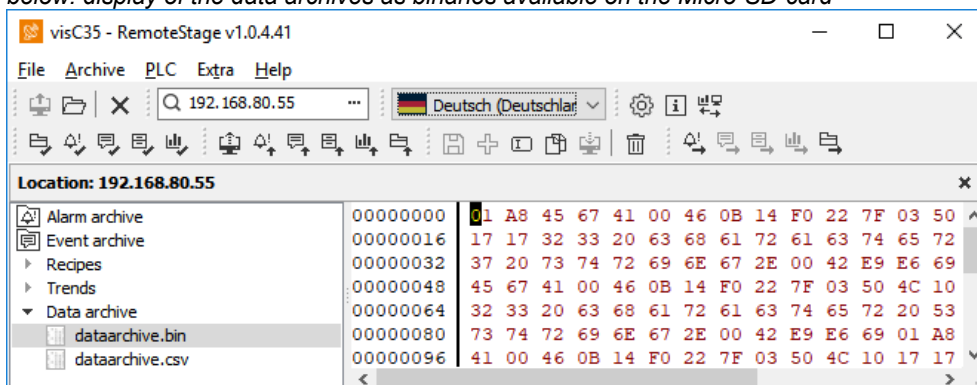 below: display of the data archives as binaries available on the Micro SD-card
visC35 - RemoteStage v1.0.4.41
File Archive PLC Extra Help
192.168.80.55 ... Deutsch (Deutschlar
Location: 192.168.80.55
Alarm archive
Event archive
Recipes
Trends
Data archive
dataarchive.bin
dataarchive.csv
00000000 01 A8 45 67 41 00 46 0B 14 F0 22 7F 03 50
00000016 17 17 32 33 20 63 68 61 72 61 63 74 65 72
00000032 37 20 73 74 72 69 6E 67 2E 00 42 E9 E6 69
00000048 45 67 41 00 46 0B 14 F0 22 7F 03 50 4C 10
00000064 32 33 20 63 68 61 72 61 63 74 65 72 20 53
00000080 73 74 72 69 6E 67 2E 00 42 E9 E6 69 01 A8
00000096 41 00 46 0B 14 F0 22 7F 03 50 4C 10 17 17